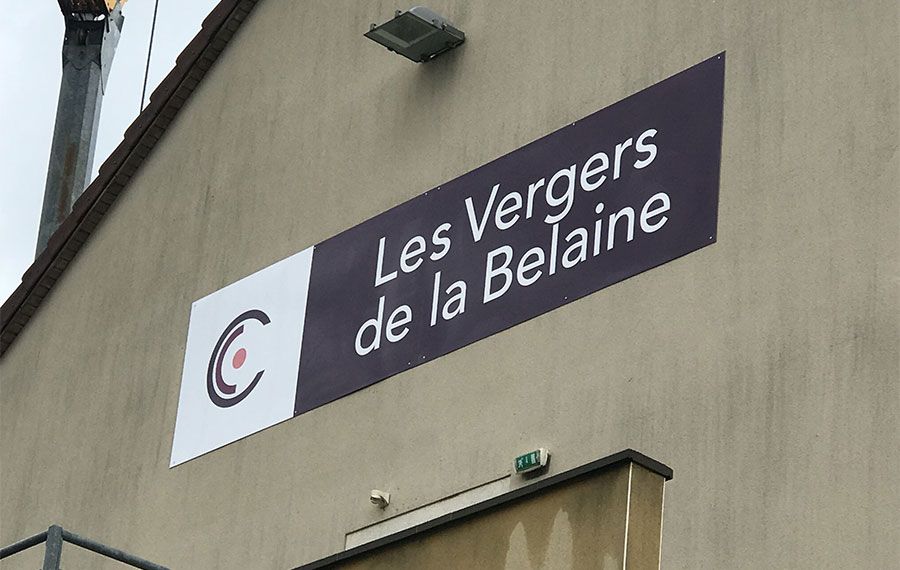 Les Vergers
de la Belaine